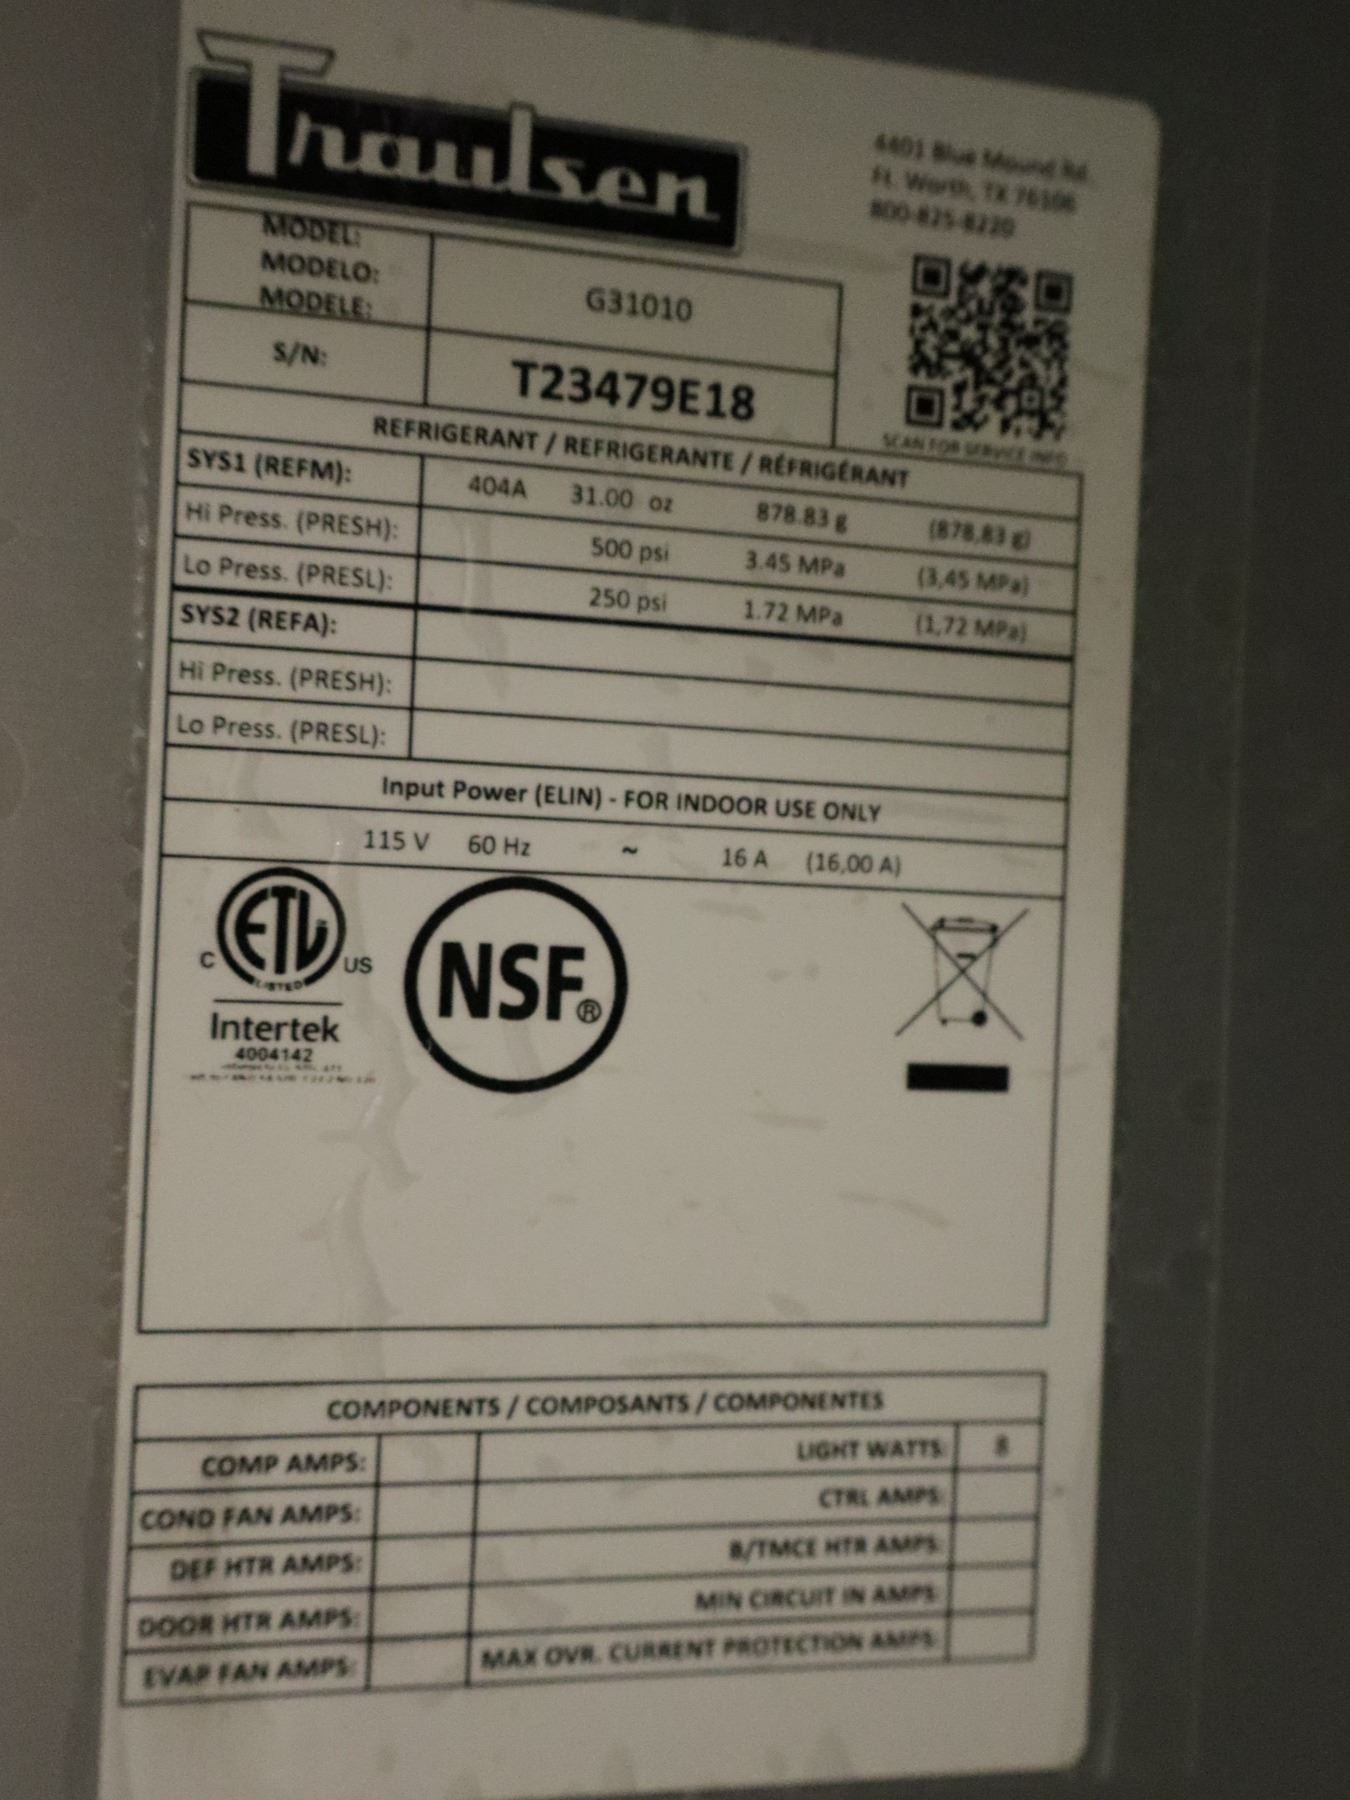 Traulsen
4401 Blue Mound Rd.
Ft. Worth, TX 76106
800-825-8220
MODEL:
MODELO:
MODELE:
G31010
S/N:
T23479E18
SCAN FOR SERVICE INFO
REFRIGERANT / REFRIGERANTE / RÉFRIGÉRANT
SYS1 (REFM): 404A 31.00 oz 878.83 g (878,83 g)
Hi Press. (PRESH): 500 psi 3.45 MPa (3,45 MPa)
Lo Press. (PRESL): 250 psi 1.72 MPa (1,72 MPa)
SYS2 (REFA):
Hi Press. (PRESH):
Lo Press. (PRESL):
Input Power (ELIN) - FOR INDOOR USE ONLY
115 V 60 Hz ~ 16 A (16,00 A)
C ETL US
LISTED
Intertek
4004142
NSF®
COMPONENTS / COMPOSANTS / COMPONENTES
COMP AMPS: LIGHT WATTS: 8
COND FAN AMPS: CTRL AMPS:
DEF HTR AMPS: B/TMCE HTR AMPS:
DOOR HTR AMPS: MIN CIRCUIT IN AMPS:
EVAP FAN AMPS: MAX OVR. CURRENT PROTECTION AMPS: